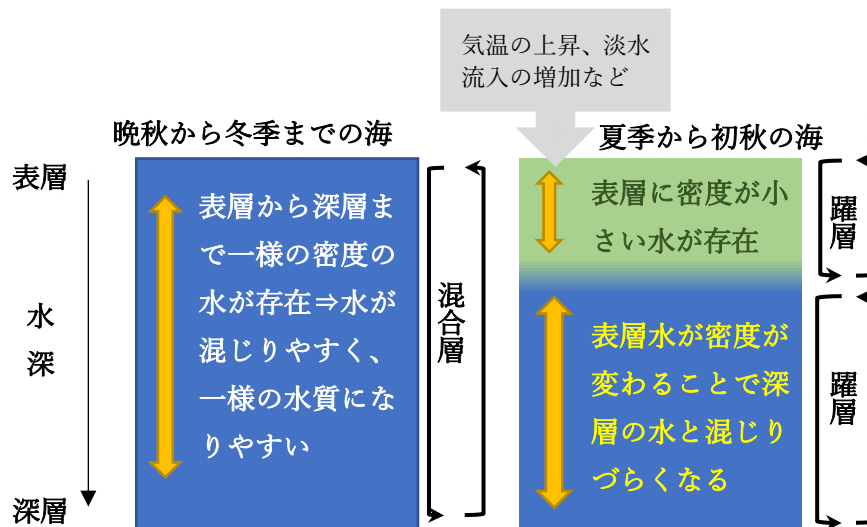 気温の上昇、淡水
流入の増加など
晩秋から冬季までの海
夏季から初秋の海
表層
水
深
深層
表層から深層ま
で一様の密度の
水が存在⇒水が
混じりやすく、
一様の水質にな
りやすい
混合層
表層に密度が小
さい水が存在
躍層
表層水が密度が
変わることで深
層の水と混じり
づらくなる
躍層